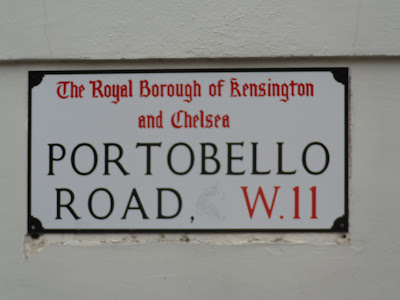 The Royal Borough of Kensington
and Chelsea
PORTOBELLO
ROAD, W.11